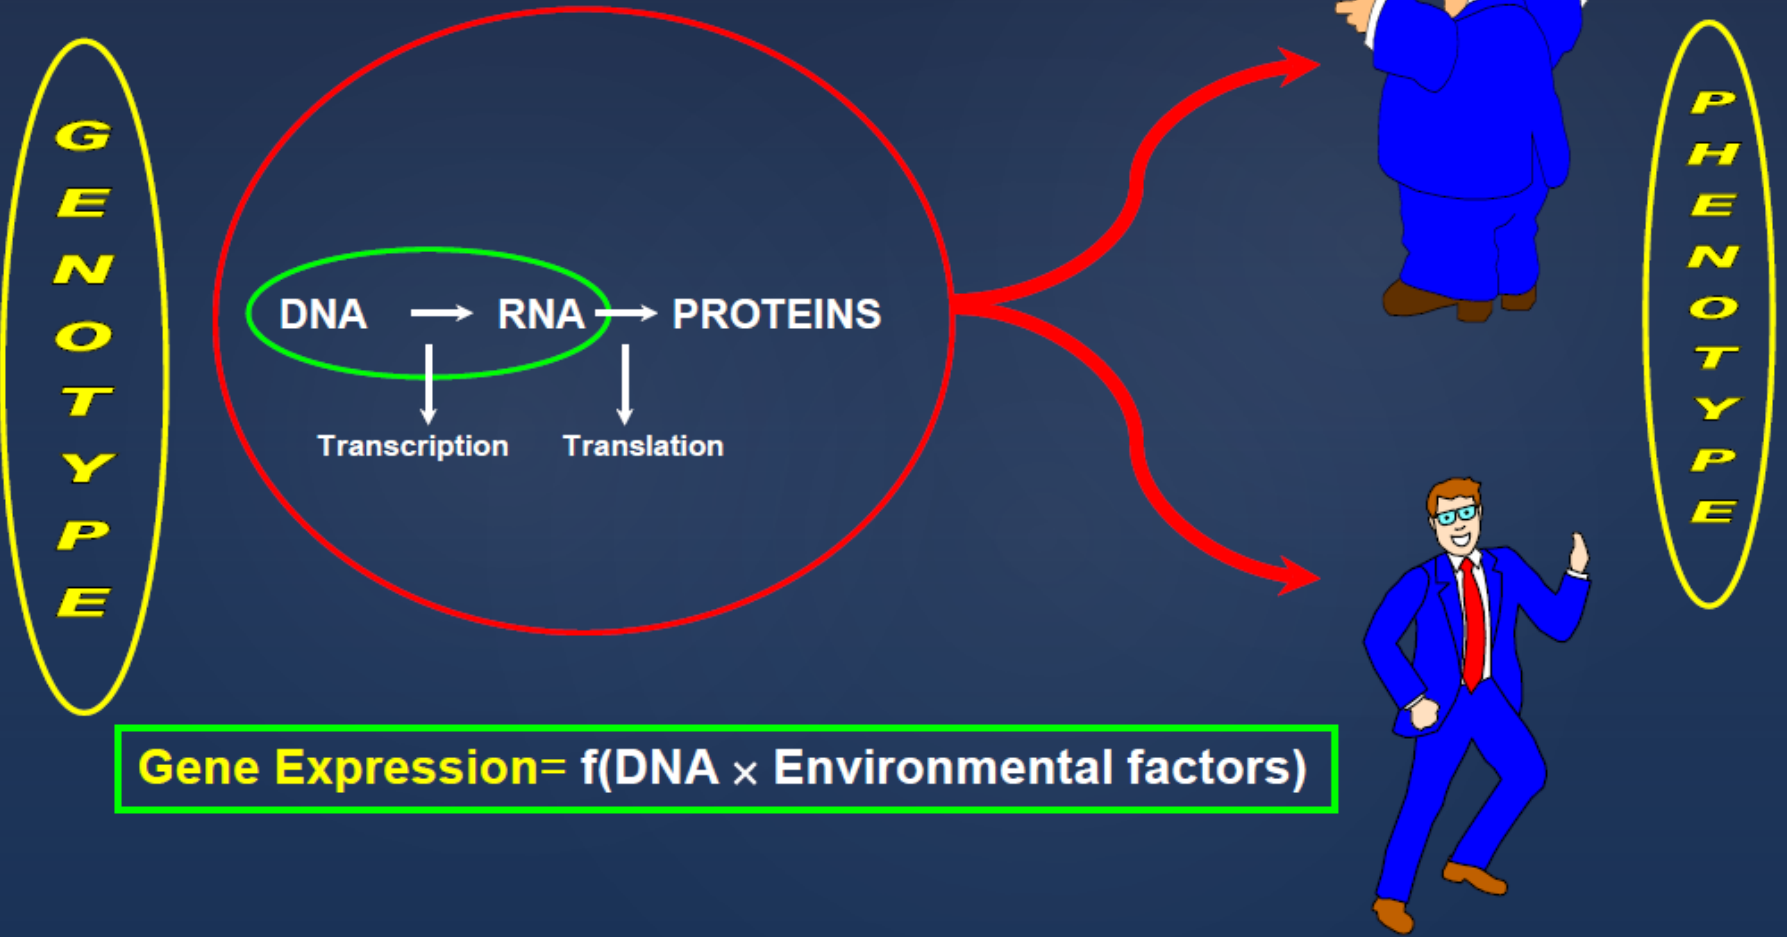 GENOTYPE
DNA → RNA → PROTEINS
Transcription Translation
PHENOTYPE
Gene Expression= f(DNA × Environmental factors)